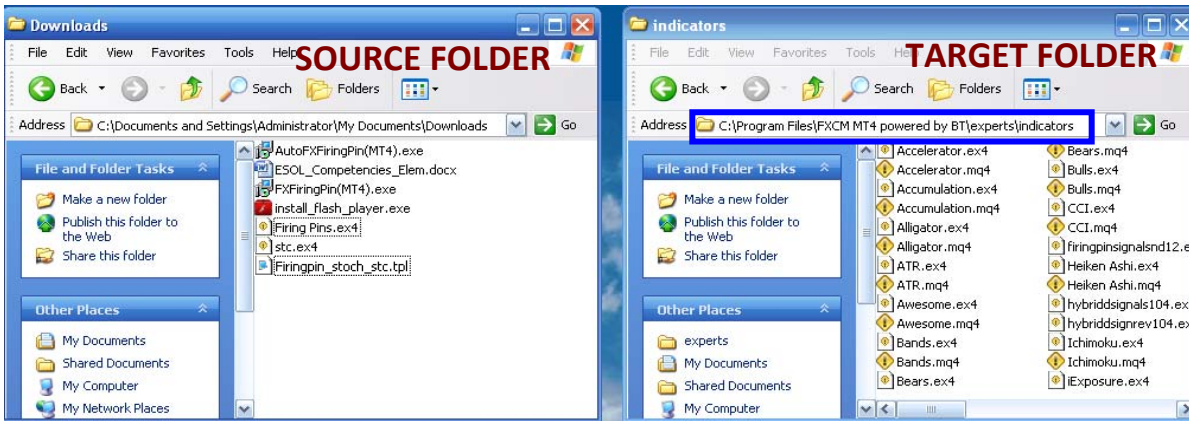 Downloads
File Edit View Favorites Tools Help
SOURCE FOLDER
Back Search Folders
Address C:\Documents and Settings\Administrator\My Documents\Downloads Go
File and Folder Tasks
Make a new folder
Publish this folder to
the Web
Share this folder
Other Places
My Documents
Shared Documents
My Computer
My Network Places
AutoFXFiringPin(MT4).exe
ESOL_Competencies_Elem.docx
FXFiringPin(MT4).exe
install_flash_player.exe
Firing Pins.ex4
stc.ex4
Firingpin_stoch_stc.tpl
indicators
File Edit View Favorites Tools He
TARGET FOLDER
Back Search Folders
Address C:\Program Files\FXCM MT4 powered by BT\experts\indicators Go
File and Folder Tasks
Make a new folder
Publish this folder to
the Web
Share this folder
Other Places
experts
My Documents
Shared Documents
My Computer
Accelerator.ex4
Accelerator.mq4
Accumulation.ex4
Accumulation.mq4
Alligator.ex4
Alligator.mq4
ATR.ex4
ATR.mq4
Awesome.ex4
Awesome.mq4
Bands.ex4
Bands.mq4
Bears.ex4
Bears.mq4
Bulls.ex4
Bulls.mq4
CCI.ex4
CCI.mq4
firingpinsignalsnd12.e
Heiken Ashi.ex4
Heiken Ashi.mq4
hybriddsignals104.ex
hybriddsignrev104.ex
Ichimoku.ex4
Ichimoku.mq4
iExposure.ex4